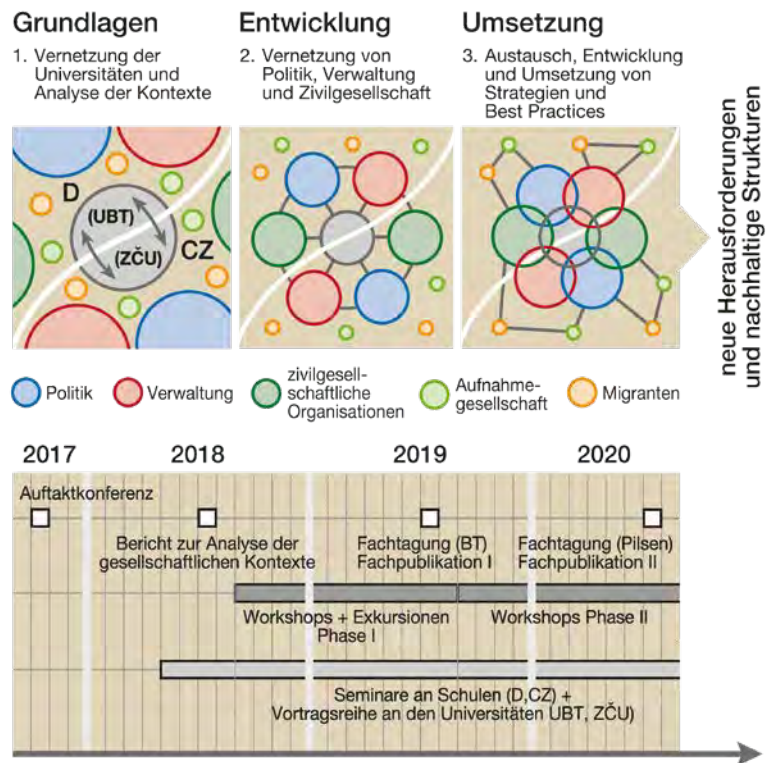 Grundlagen
1. Vernetzung der
Universitäten und
Analyse der Kontexte
Entwicklung
2. Vernetzung von
Politik, Verwaltung
und Zivilgesellschaft
Umsetzung
3. Austausch, Entwicklung
und Umsetzung von
Strategien und
Best Practices
D
(UBT)
(ZČU)
CZ
neue Herausforderungen
und nachhaltige Strukturen
Politik
Verwaltung
zivilgesell-
schaftliche
Organisationen
Aufnahme-
gesellschaft
Migranten
2017
2018
2019
2020
Auftaktkonferenz
Bericht zur Analyse der
gesellschaftlichen Kontexte
Fachtagung (BT)
Fachpublikation I
Fachtagung (Pilsen)
Fachpublikation II
Workshops + Exkursionen
Phase I
Workshops Phase II
Seminare an Schulen (D,CZ) +
Vortragsreihe an den Universitäten UBT, ZČU)